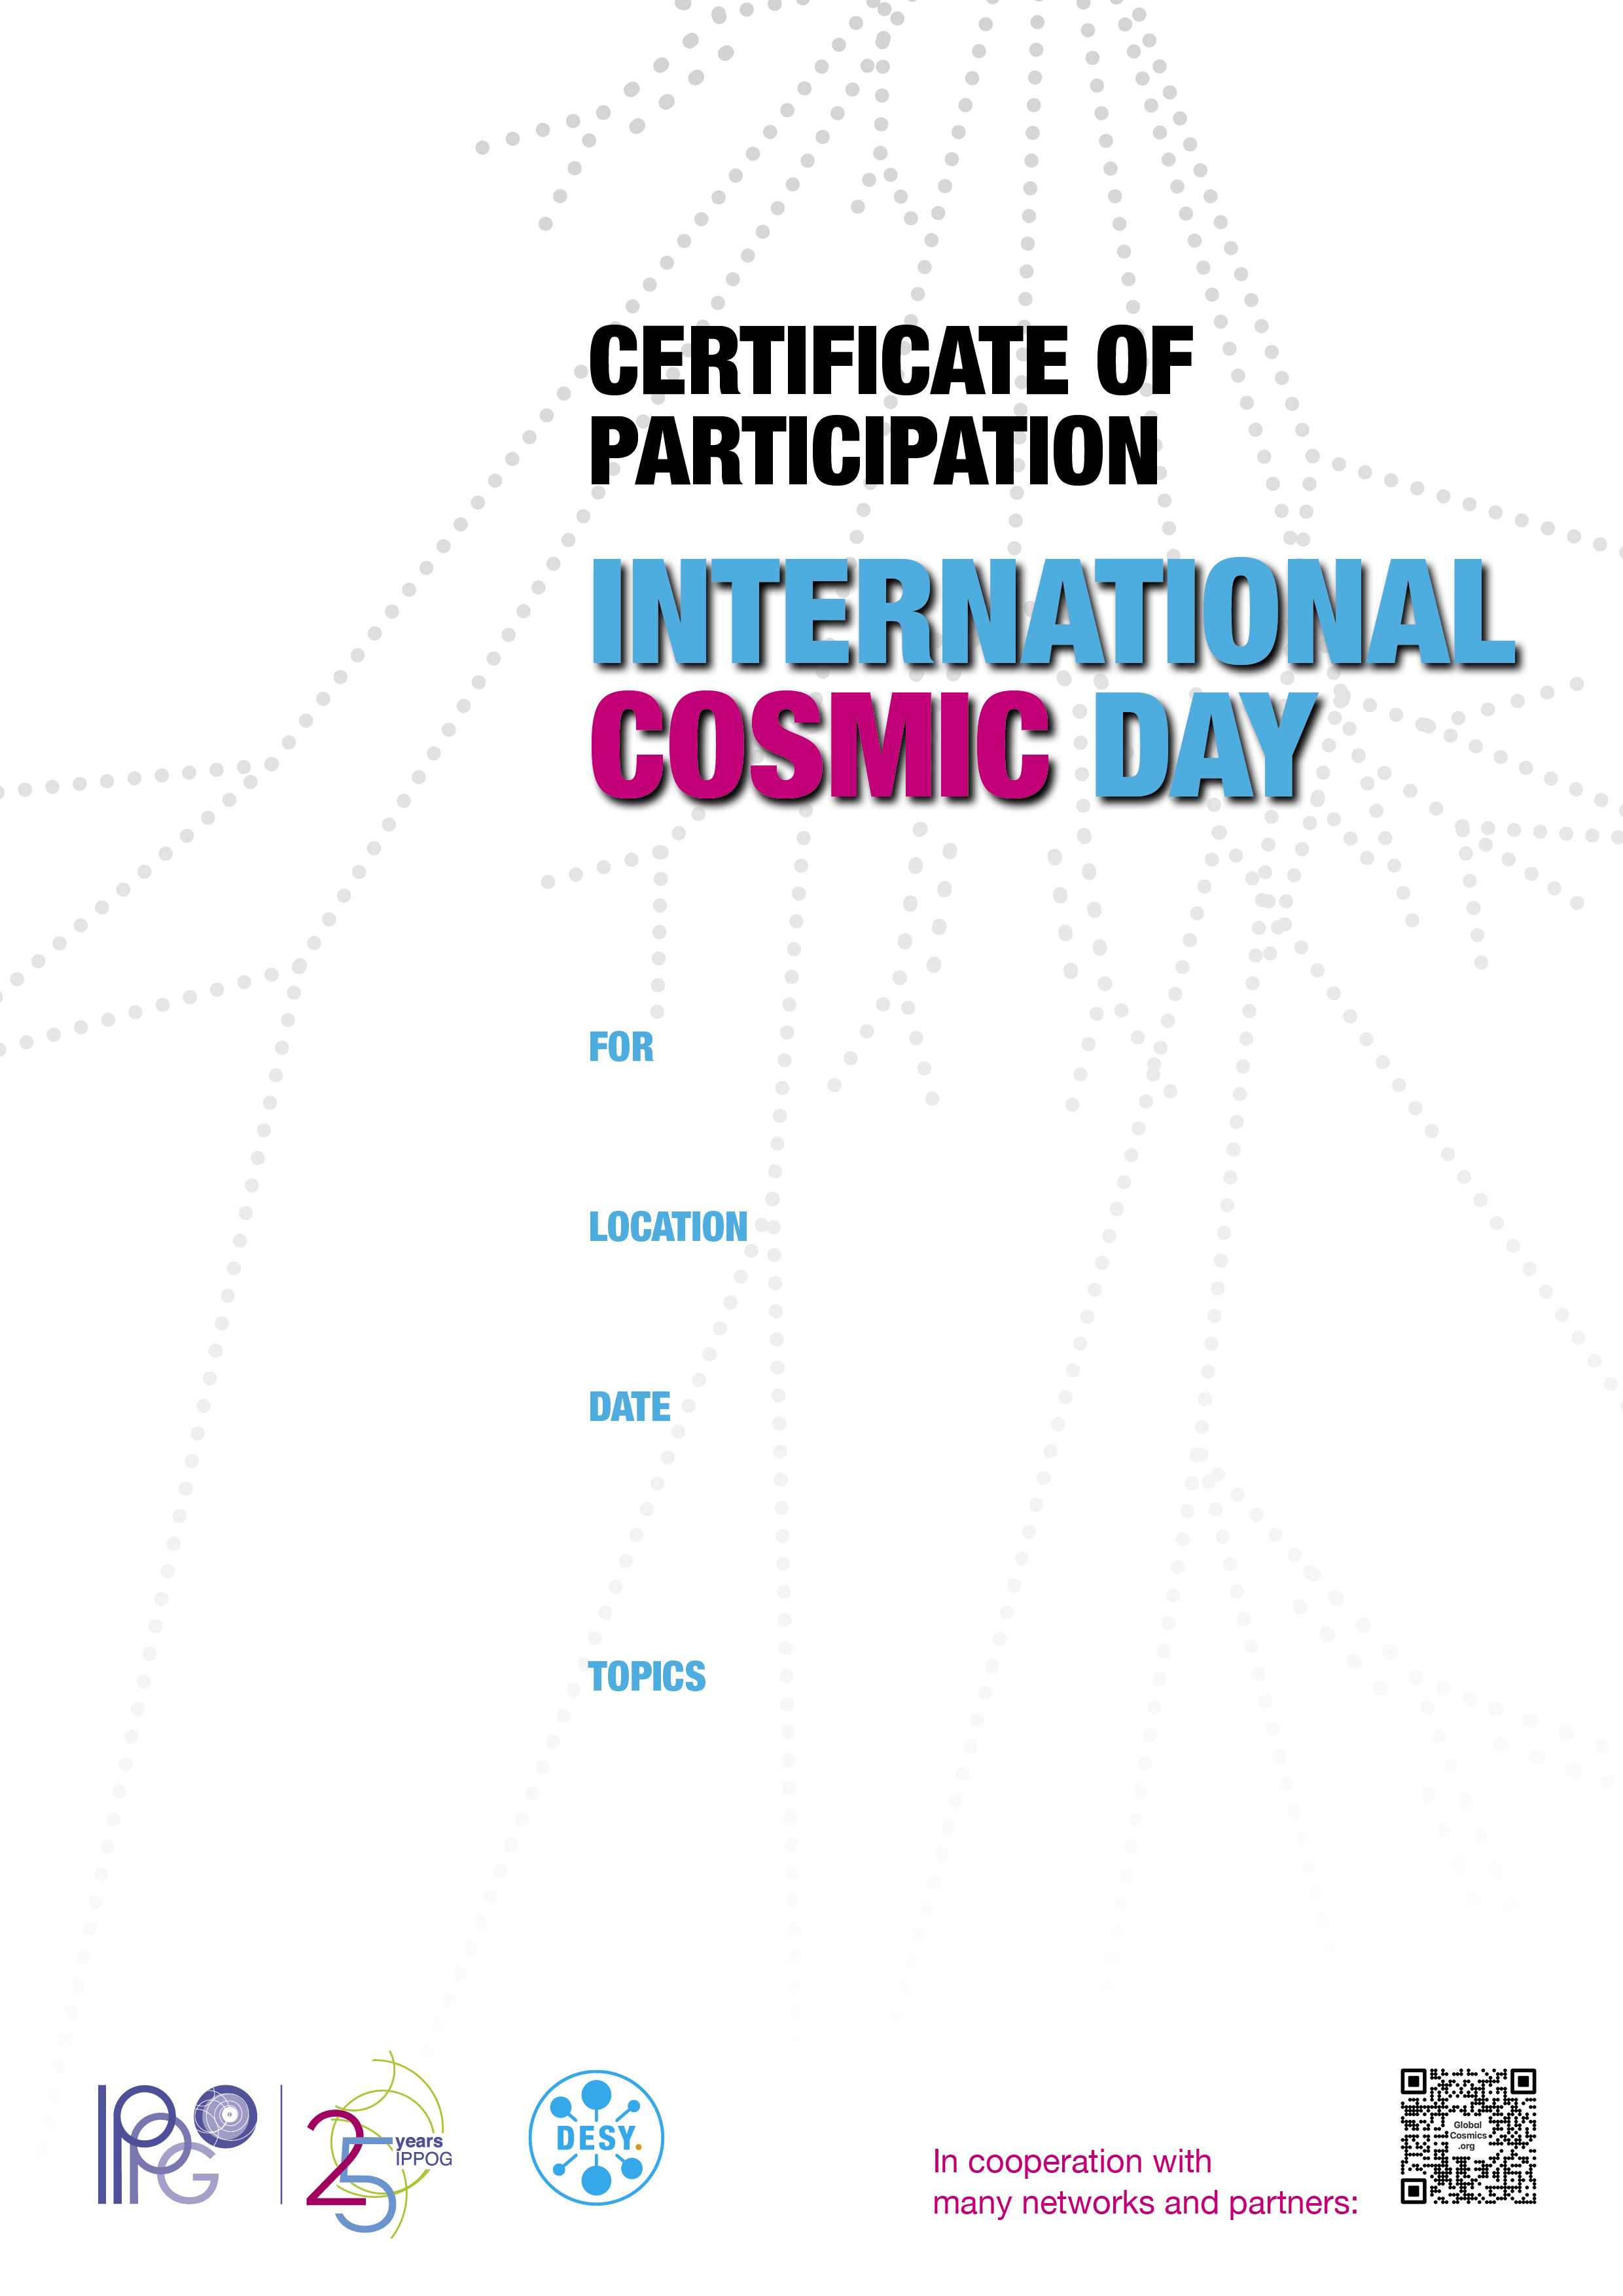 CERTIFICATE OF
PARTICIPATION
INTERNATIONAL
COSMIC DAY
FOR
LOCATION
DATE
TOPICS
IPPOG
25
years
IPPOG
DESY.
In cooperation with
many networks and partners:
Global
Cosmics
.org